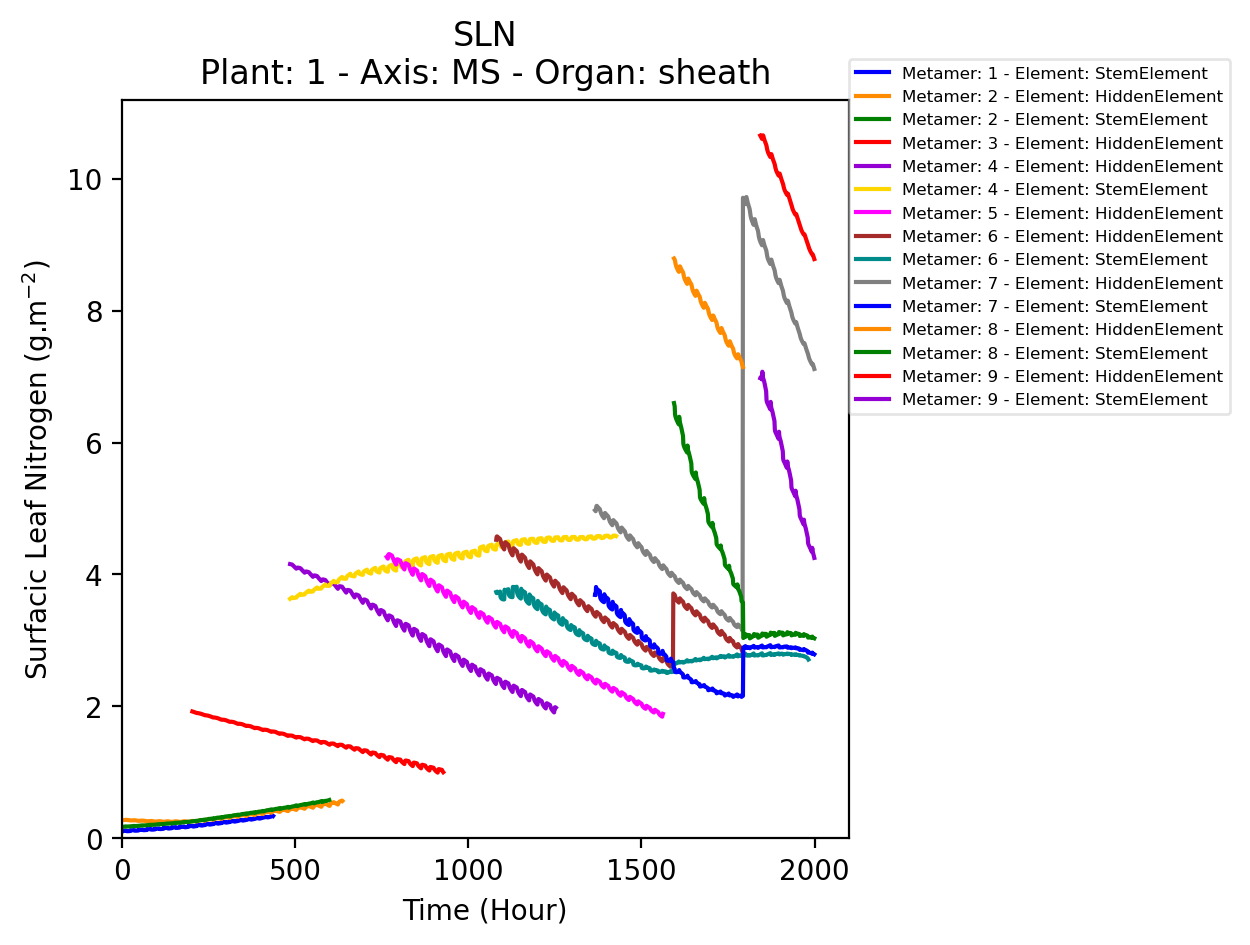 SLN
Plant: 1 - Axis: MS - Organ: sheath
Surfacic Leaf Nitrogen (g.m⁻²)
10
8
6
4
2
0
0 500 1000 1500 2000
Time (Hour)
Metamer: 1 - Element: StemElement
Metamer: 2 - Element: HiddenElement
Metamer: 2 - Element: StemElement
Metamer: 3 - Element: HiddenElement
Metamer: 4 - Element: HiddenElement
Metamer: 4 - Element: StemElement
Metamer: 5 - Element: HiddenElement
Metamer: 6 - Element: HiddenElement
Metamer: 6 - Element: StemElement
Metamer: 7 - Element: HiddenElement
Metamer: 7 - Element: StemElement
Metamer: 8 - Element: HiddenElement
Metamer: 8 - Element: StemElement
Metamer: 9 - Element: HiddenElement
Metamer: 9 - Element: StemElement